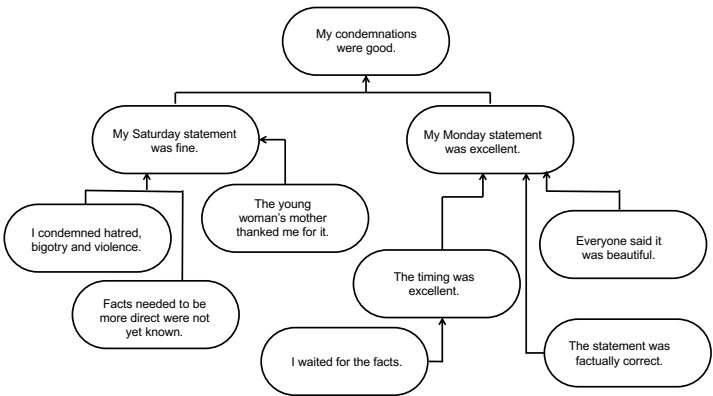 My condemnations
were good.
My Saturday statement
was fine.
My Monday statement
was excellent.
The young
woman's mother
thanked me for it.
I condemned hatred,
bigotry and violence.
Everyone said it
was beautiful.
The timing was
excellent.
Facts needed to be
more direct were not
yet known.
I waited for the facts.
The statement was
factually correct.